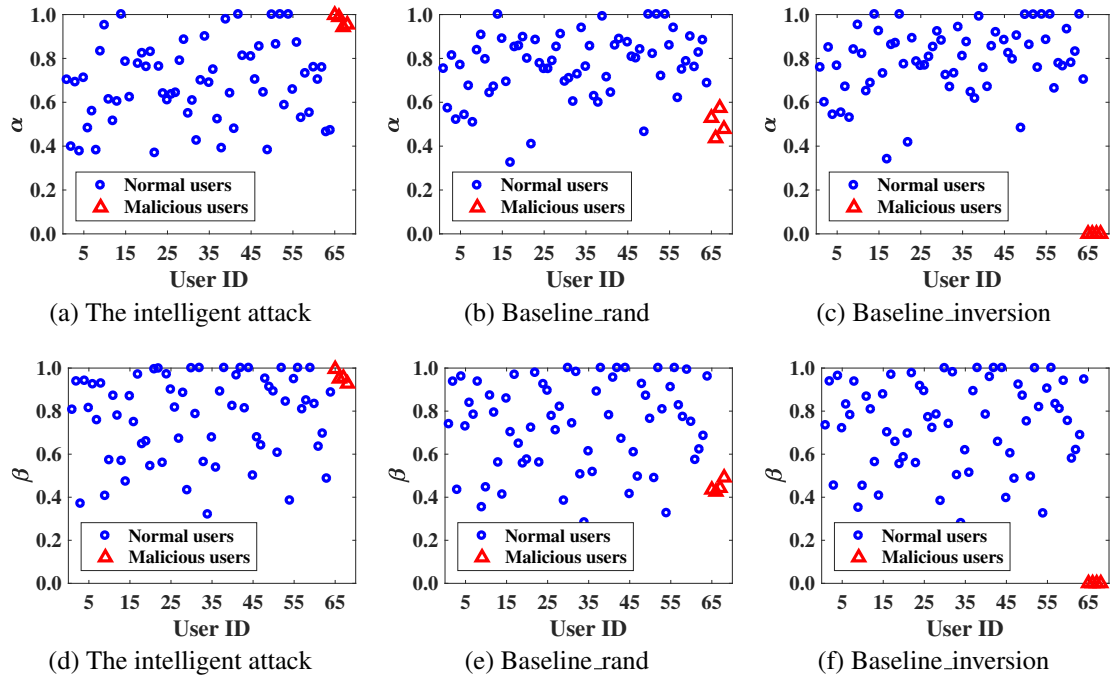 1.0
0.8
0.6
0.4
0.2
0.0
α
Normal users
Malicious users
5 15 25 35 45 55 65
User ID
(a) The intelligent attack
1.0
0.8
0.6
0.4
0.2
0.0
α
Normal users
Malicious users
5 15 25 35 45 55 65
User ID
(b) Baseline_rand
1.0
0.8
0.6
0.4
0.2
0.0
α
Normal users
Malicious users
5 15 25 35 45 55 65
User ID
(c) Baseline_inversion
1.0
0.8
0.6
0.4
0.2
0.0
β
Normal users
Malicious users
5 15 25 35 45 55 65
User ID
(d) The intelligent attack
1.0
0.8
0.6
0.4
0.2
0.0
β
Normal users
Malicious users
5 15 25 35 45 55 65
User ID
(e) Baseline_rand
1.0
0.8
0.6
0.4
0.2
0.0
β
Normal users
Malicious users
5 15 25 35 45 55 65
User ID
(f) Baseline_inversion